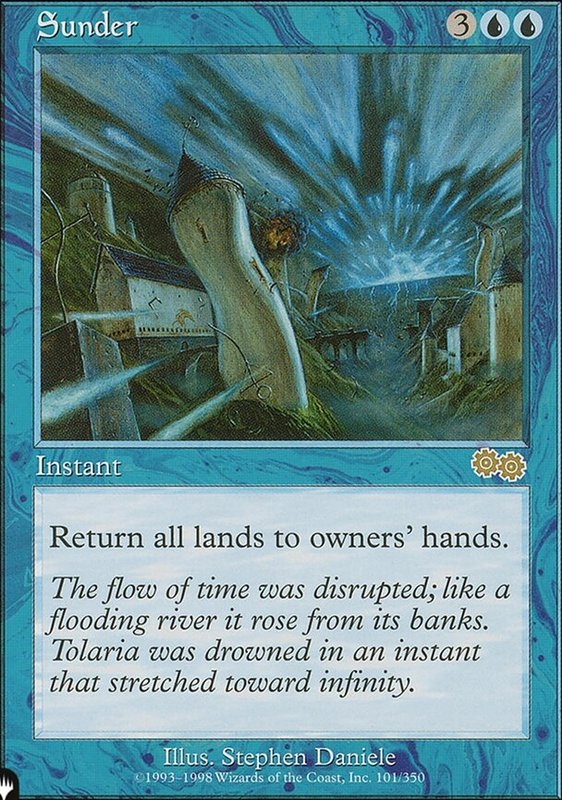 Sunder 3
Instant
Return all lands to owners’ hands.
The flow of time was disrupted; like a
flooding river it rose from its banks.
Tolaria was drowned in an instant
that stretched toward infinity.
Illus. Stephen Daniele
©1993–1998 Wizards of the Coast, Inc. 101/350